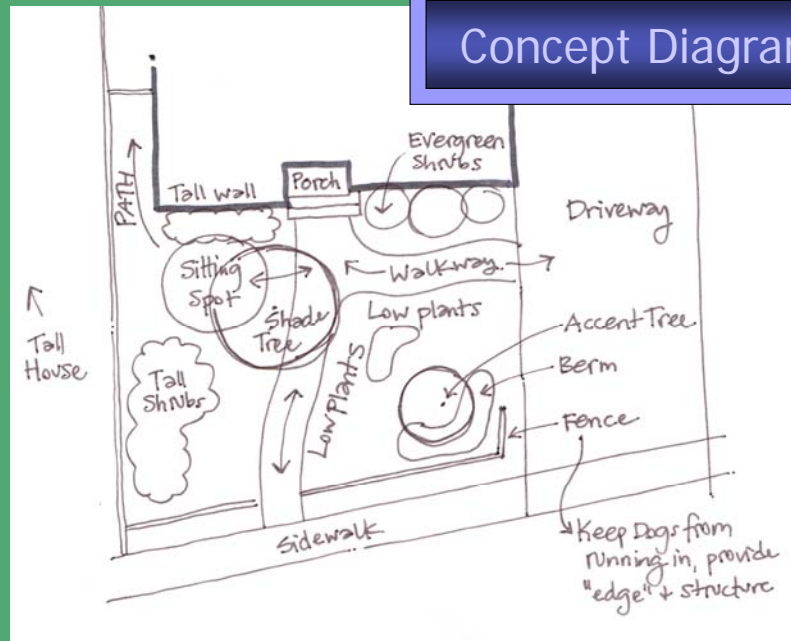 Concept Diagra
Evergreen
Shrubs
Tall wall
Porch
PATH
Driveway
Sitting
Spot
Walkway
Shade
Tree
Low plants
Tall
House
Tall
Shrubs
Low Plants
Accent Tree
Berm
Fence
Sidewalk
Keep Dogs from
running in, provide
"edge" + structure